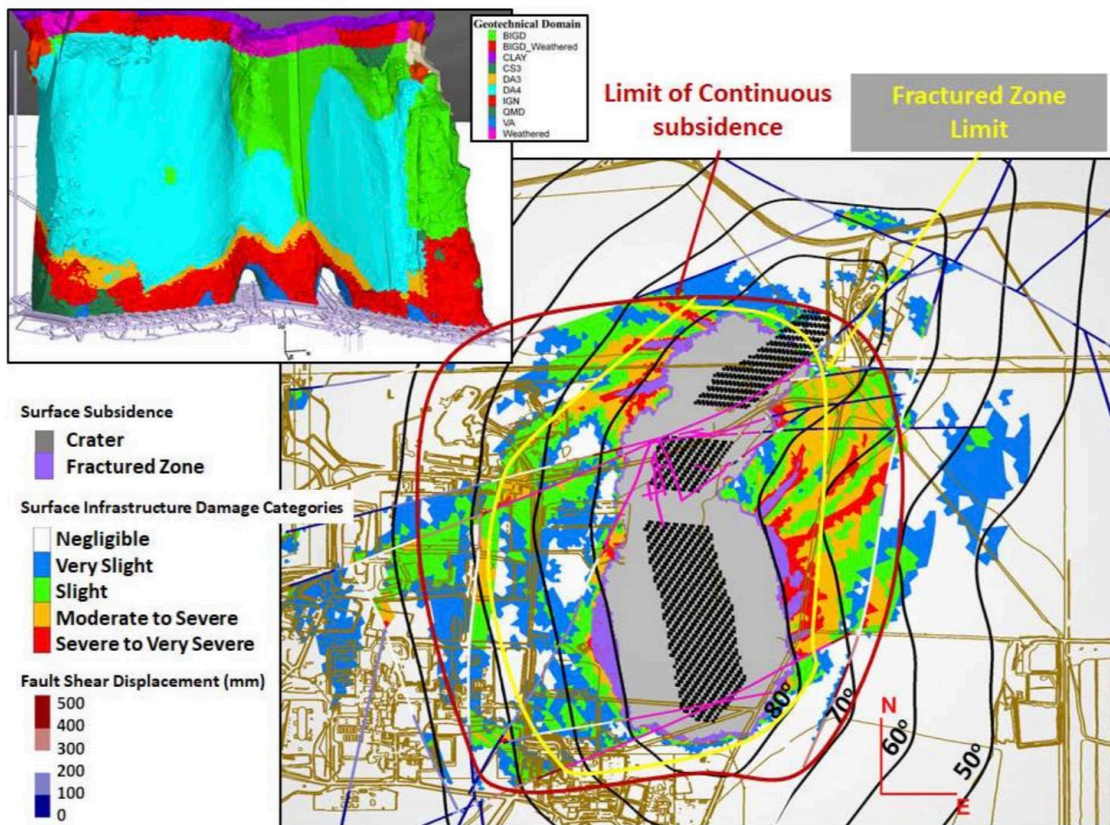 Geotechnical Domain
BIGD
BIGD_Weathered
CLAY
CS3
DA3
DA4
IGN
QMD
VA
Weathered
Limit of Continuous
subsidence
Fractured Zone
Limit
Surface Subsidence
Crater
Fractured Zone
Surface Infrastructure Damage Categories
Negligible
Very Slight
Slight
Moderate to Severe
Severe to Very Severe
Fault Shear Displacement (mm)
500
400
300
200
100
0
80°
70°
60°
50°
N
E